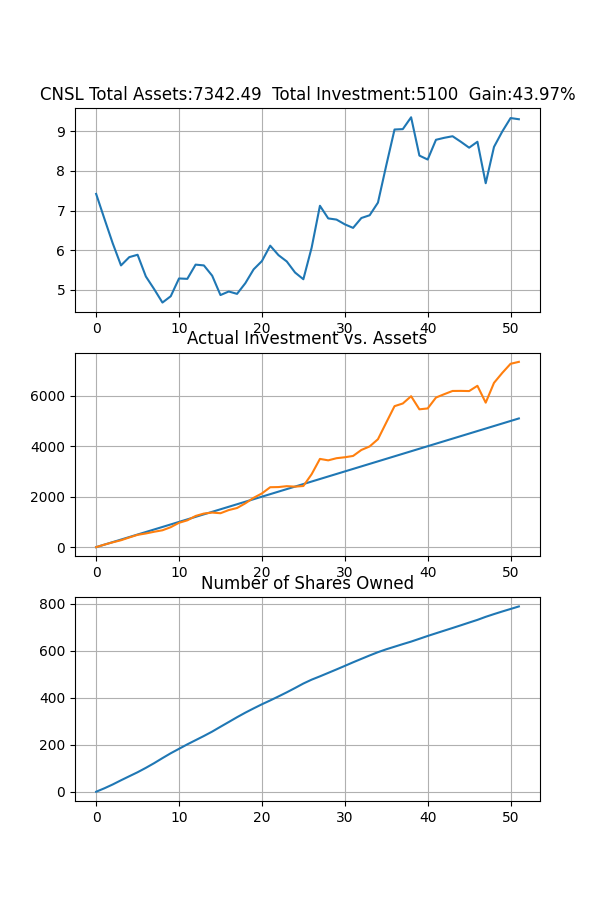 CNSL Total Assets:7342.49  Total Investment:5100  Gain:43.97%
9
8
7
6
5
0 10 20 30 40 50
Actual Investment vs. Assets
6000
4000
2000
0
0 10 20 30 40 50
Number of Shares Owned
800
600
400
200
0
0 10 20 30 40 50